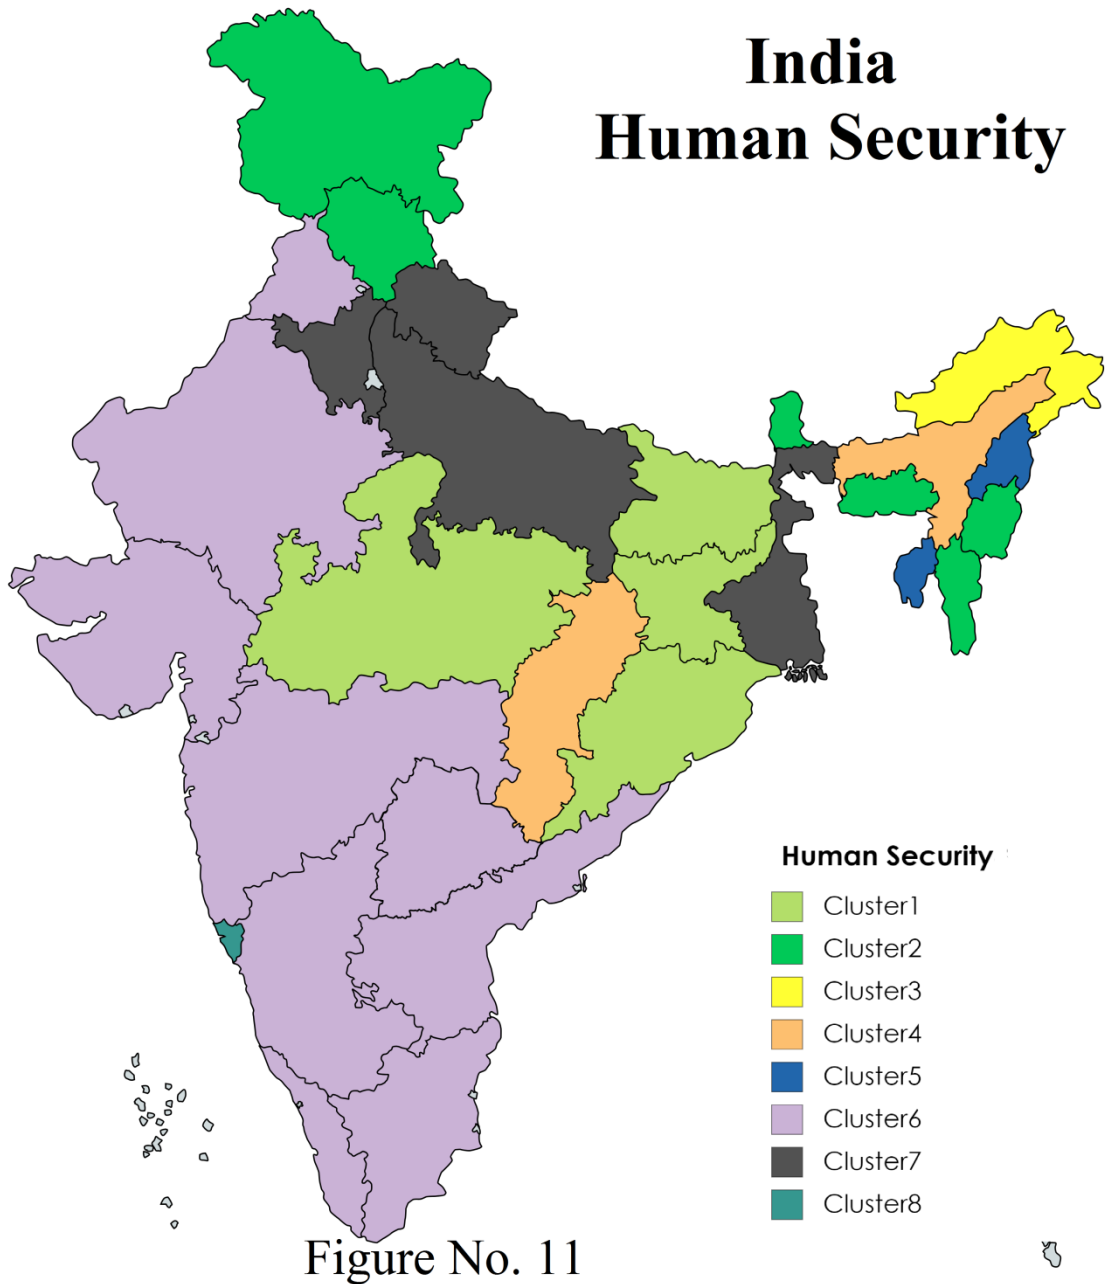 India
Human Security
Human Security
Cluster1
Cluster2
Cluster3
Cluster4
Cluster5
Cluster6
Cluster7
Cluster8
Figure No. 11